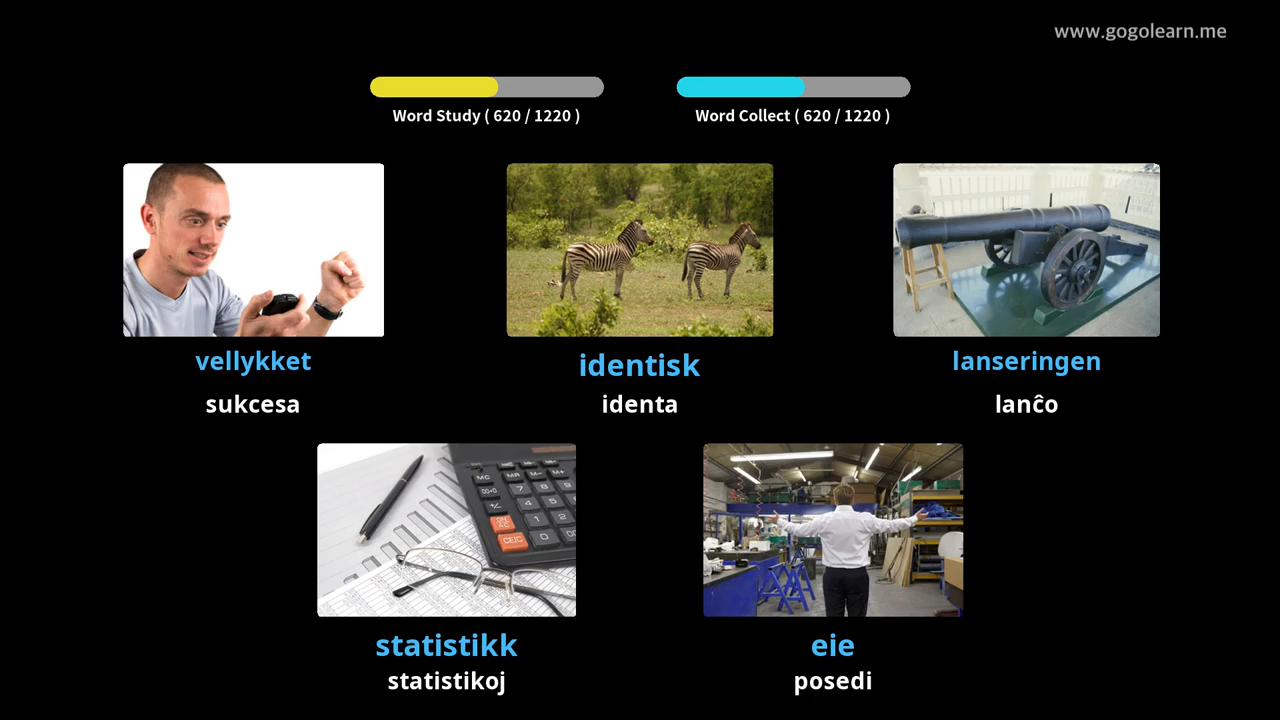 www.gogolearn.me
Word Study ( 620 / 1220 )
Word Collect ( 620 / 1220 )
vellykket
sukcesa
identisk
identa
lanseringen
lanĉo
statistikk
statistikoj
eie
posedi